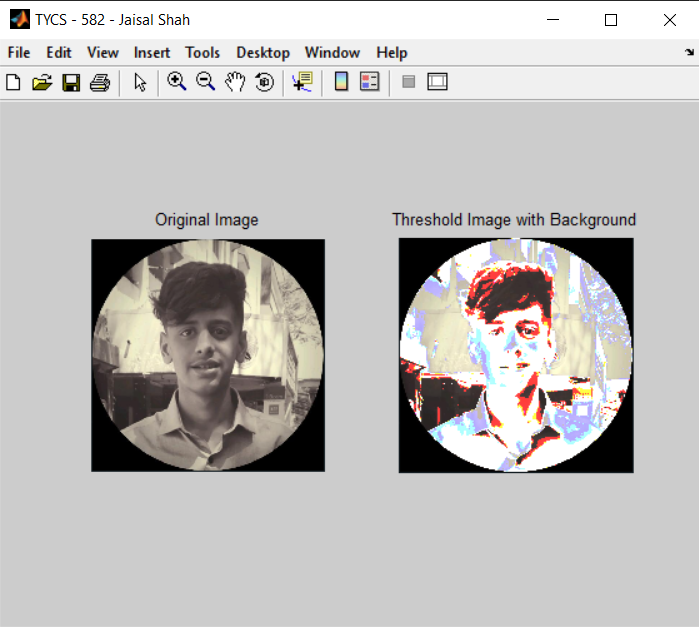 TYCS - 582 - Jaisal Shah
File Edit View Insert Tools Desktop Window Help
Original Image
Threshold Image with Background